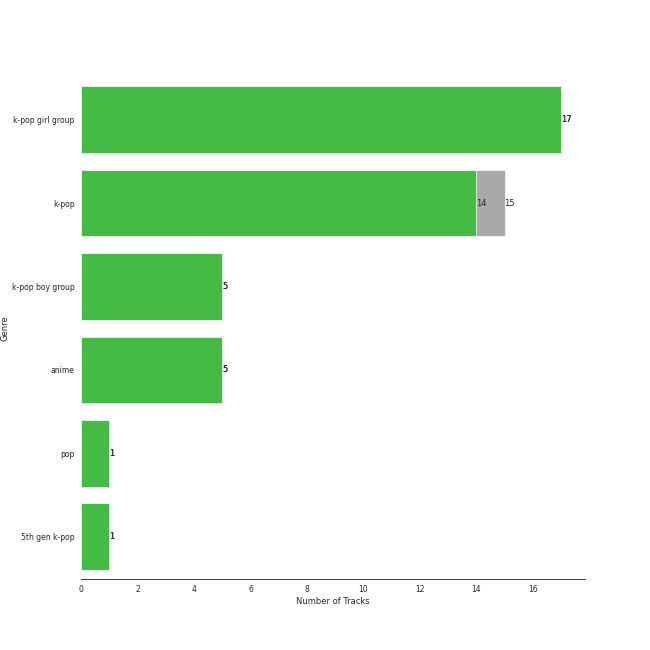 k-pop girl group 17
k-pop 14 15
k-pop boy group 5
anime 5
pop 1
5th gen k-pop 1
Genre
0 2 4 6 8 10 12 14 16
Number of Tracks